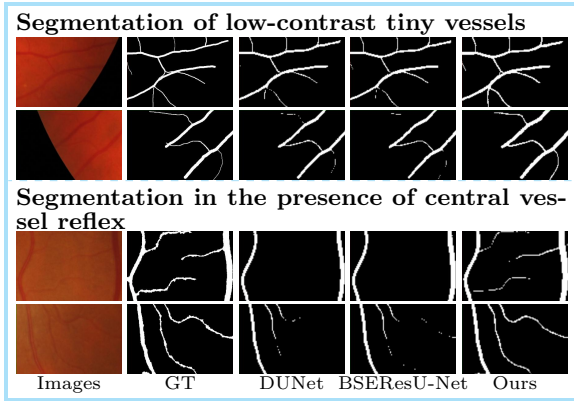 Segmentation of low-contrast tiny vessels
Segmentation in the presence of central ves-
sel reflex
Images GT DUNet BSEResU-Net Ours